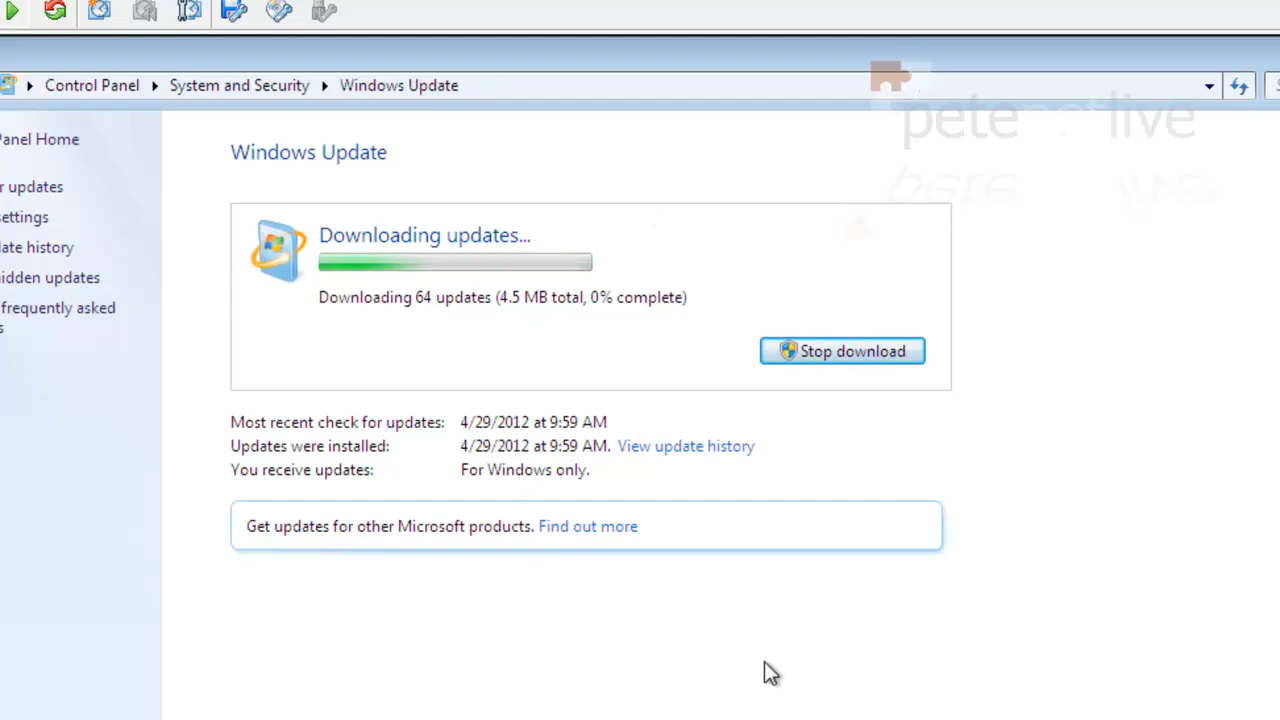 Control Panel System and Security Windows Update
petenetlive
Panel Home
r updates
settings
ate history
idden updates
frequently asked
s
Windows Update
Downloading updates...
Downloading 64 updates (4.5 MB total, 0% complete)
Stop download
Most recent check for updates: 4/29/2012 at 9:59 AM
Updates were installed: 4/29/2012 at 9:59 AM. View update history
You receive updates: For Windows only.
Get updates for other Microsoft products. Find out more